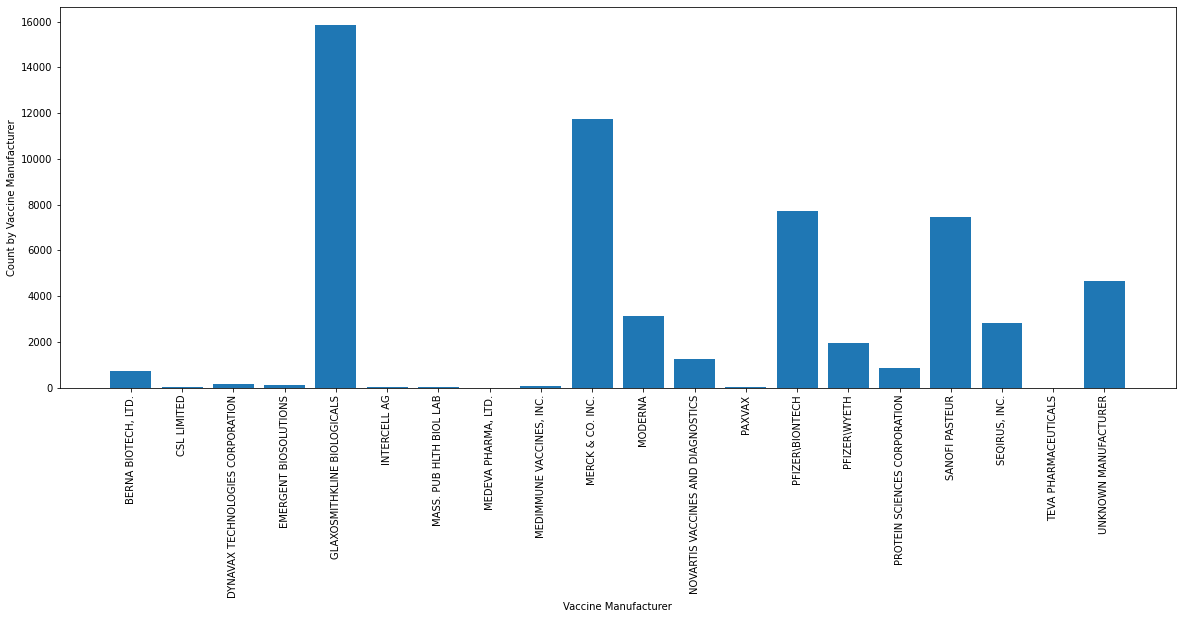 16000
14000
12000
10000
8000
6000
4000
2000
0
Count by Vaccine Manufacturer
BERNA BIOTECH, LTD.
CSL LIMITED
DYNAVAX TECHNOLOGIES CORPORATION
EMERGENT BIOSOLUTIONS
GLAXOSMITHKLINE BIOLOGICALS
INTERCELL AG
MASS. PUB HLTH BIOL LAB
MEDEVA PHARMA, LTD.
MEDIMMUNE VACCINES, INC.
MERCK & CO. INC.
MODERNA
NOVARTIS VACCINES AND DIAGNOSTICS
PAXVAX
PFIZER\BIONTECH
PFIZER\WYETH
PROTEIN SCIENCES CORPORATION
SANOFI PASTEUR
SEQIRUS, INC.
TEVA PHARMACEUTICALS
UNKNOWN MANUFACTURER
Vaccine Manufacturer